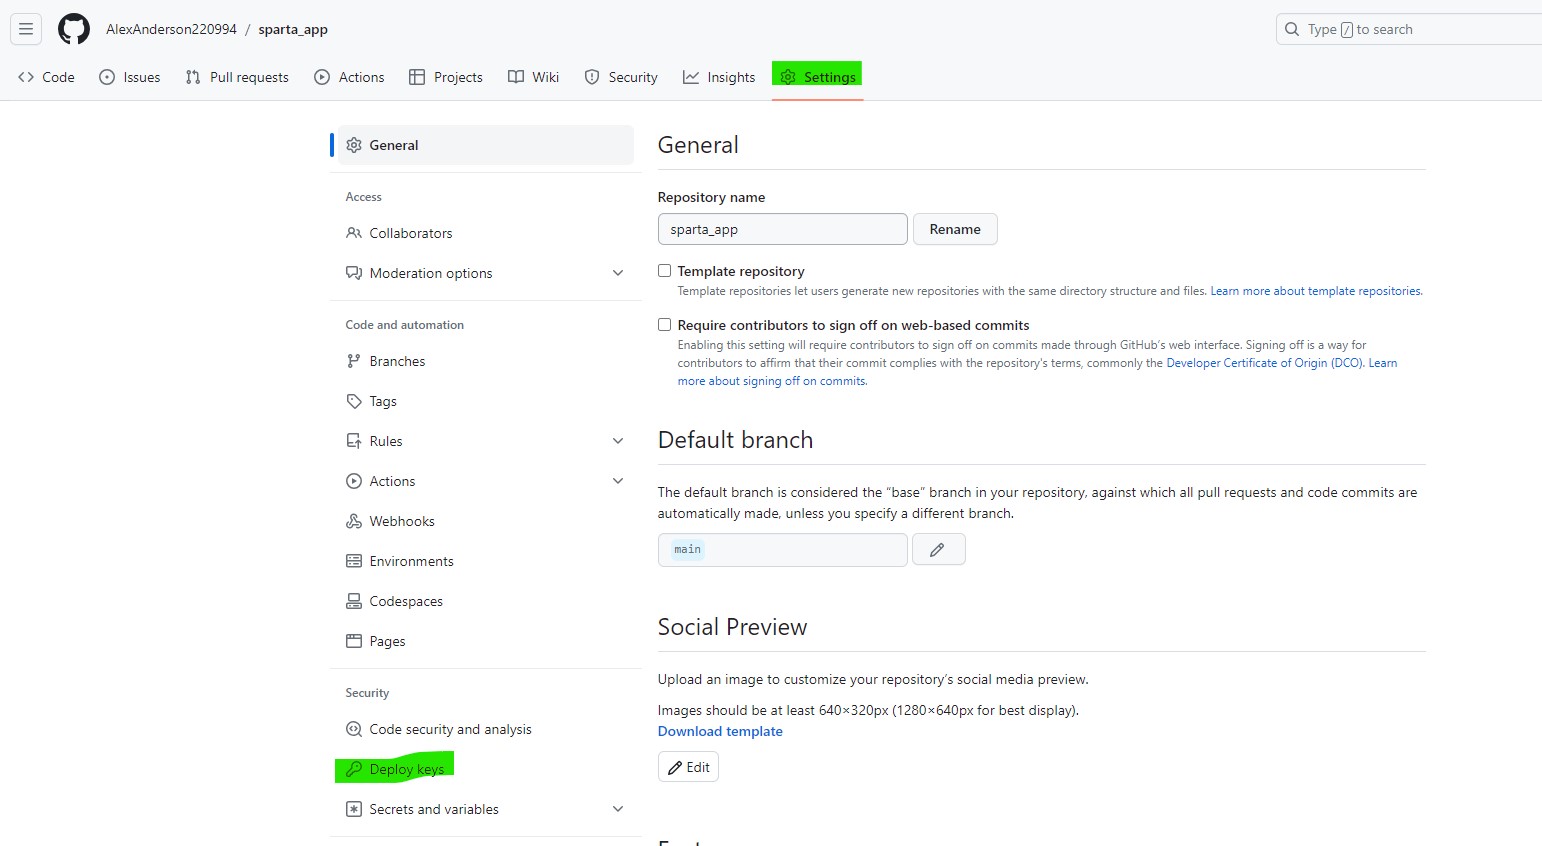 AlexAnderson220994 / sparta_app
Type / to search
Code Issues Pull requests Actions Projects Wiki Security Insights Settings
General
Access
Collaborators
Moderation options
Code and automation
Branches
Tags
Rules
Actions
Webhooks
Environments
Codespaces
Pages
Security
Code security and analysis
Deploy keys
Secrets and variables
General
Repository name
sparta_app Rename
Template repository
Template repositories let users generate new repositories with the same directory structure and files. Learn more about template repositories.
Require contributors to sign off on web-based commits
Enabling this setting will require contributors to sign off on commits made through GitHub's web interface. Signing off is a way for
contributors to affirm that their commit complies with the repository's terms, commonly the Developer Certificate of Origin (DCO). Learn
more about signing off on commits.
Default branch
The default branch is considered the “base” branch in your repository, against which all pull requests and code commits are
automatically made, unless you specify a different branch.
main
Social Preview
Upload an image to customize your repository's social media preview.
Images should be at least 640×320px (1280×640px for best display).
Download template
Edit